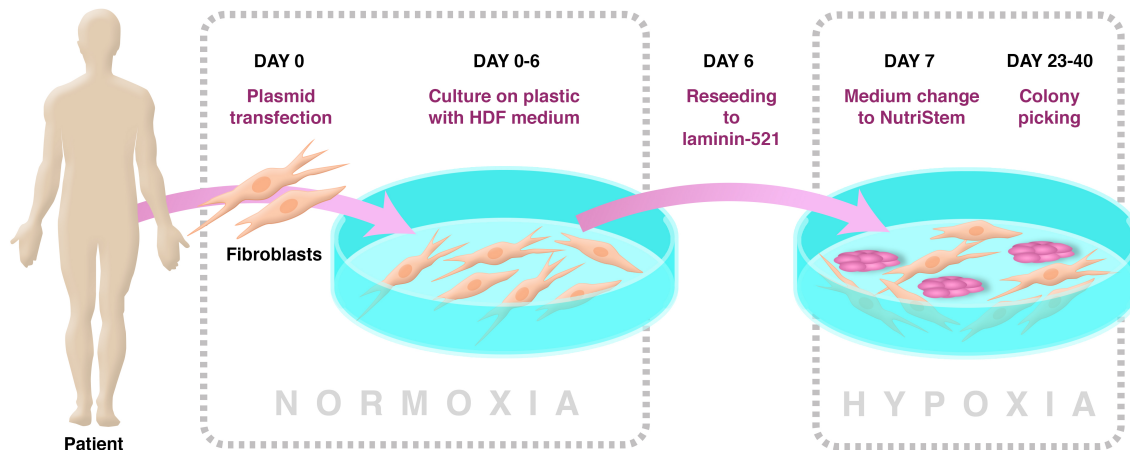 DAY 0
Plasmid
transfection
DAY 0-6
Culture on plastic
with HDF medium
DAY 6
Reseeding
to
laminin-521
DAY 7
Medium change
to NutriStem
DAY 23-40
Colony
picking
Fibroblasts
NORMOXIA
HYPOXIA
Patient